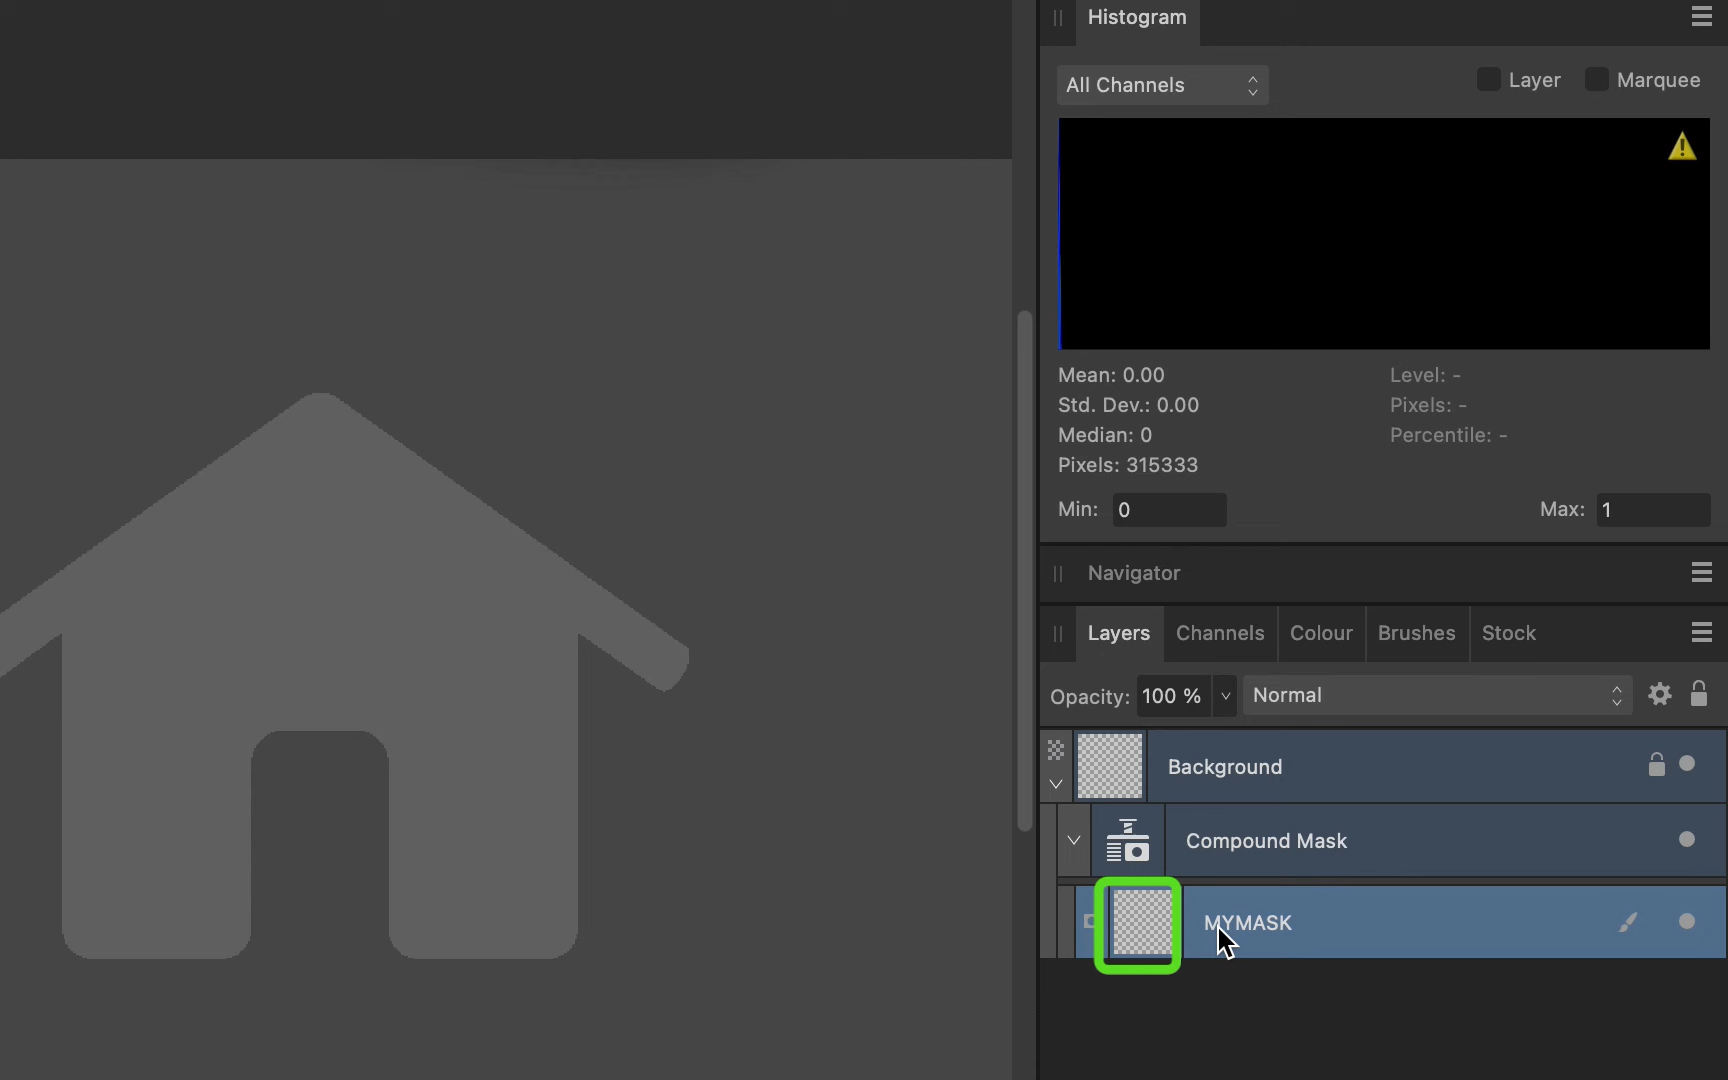 Histogram
All Channels
Layer
Marquee
Mean: 0.00
Level: -
Std. Dev.: 0.00
Pixels: -
Median: 0
Percentile: -
Pixels: 315333
Min: 0
Max: 1
Navigator
Layers
Channels
Colour
Brushes
Stock
Opacity: 100 %
Normal
Background
Compound Mask
MYMASK